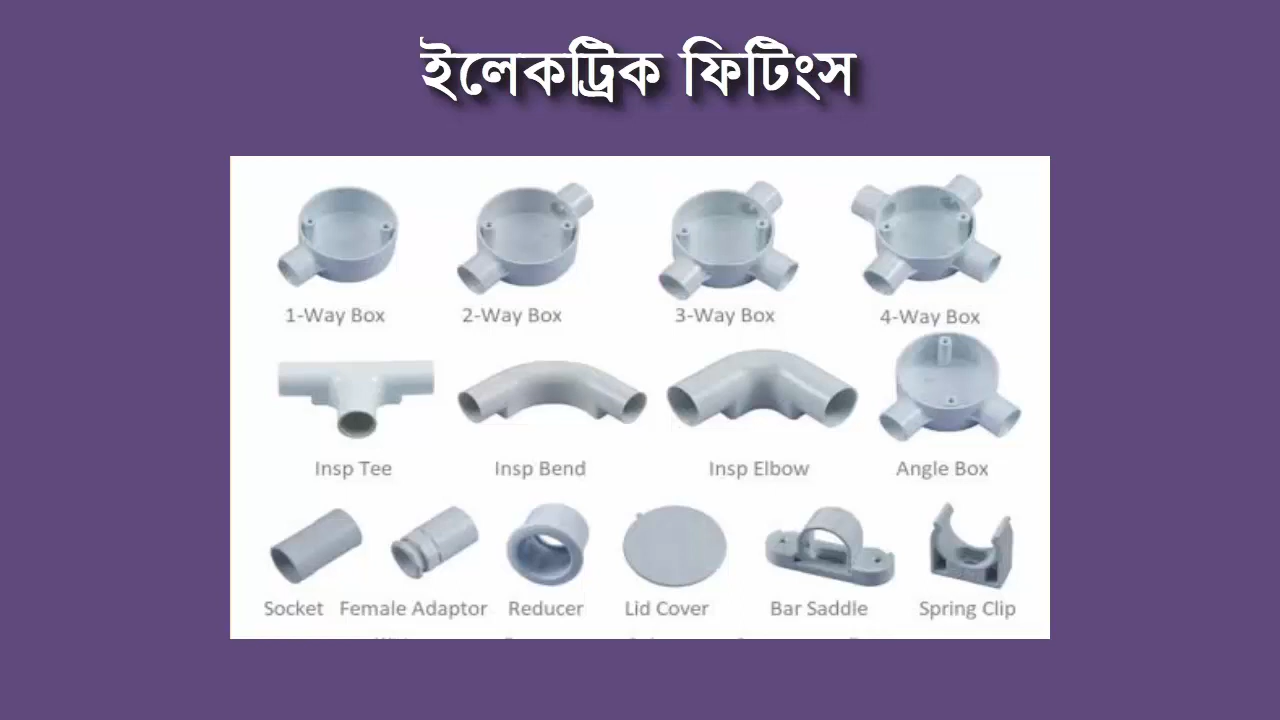 ইলেকট্রিক ফিটিংস
1-Way Box 2-Way Box 3-Way Box 4-Way Box
Insp Tee Insp Bend Insp Elbow Angle Box
Socket Female Adaptor Reducer Lid Cover Bar Saddle Spring Clip